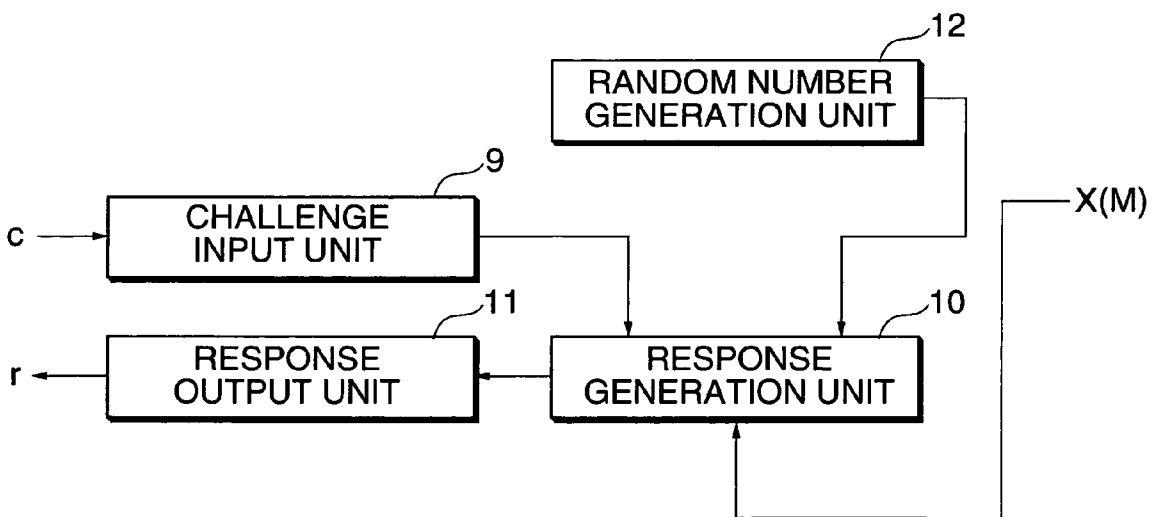 12
RANDOM NUMBER
GENERATION UNIT
9
X(M)
c
CHALLENGE
INPUT UNIT
11
10
r
RESPONSE
OUTPUT UNIT
RESPONSE
GENERATION UNIT